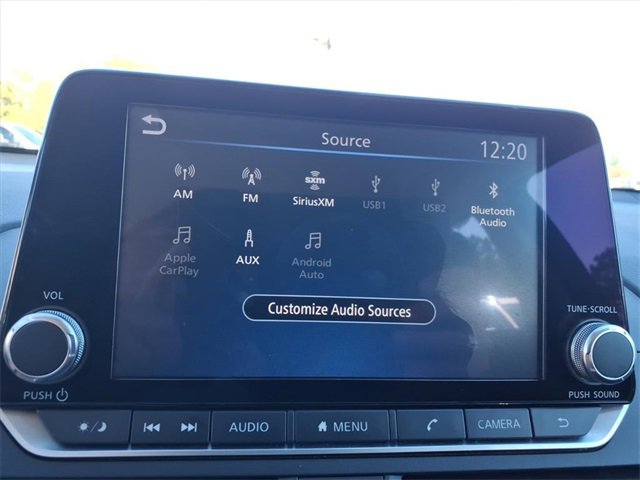 Source
12:20
AM
FM
sxm
SiriusXM
USB1
USB2
Bluetooth
Audio
Apple
CarPlay
AUX
Android
Auto
Customize Audio Sources
VOL
PUSH
TUNE·SCROLL
PUSH SOUND
AUDIO
MENU
CAMERA